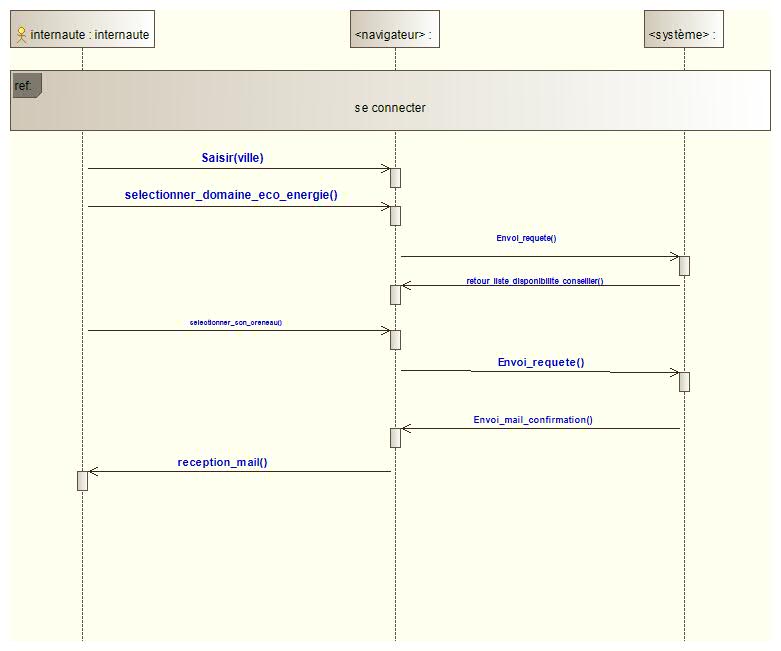 internaute : internaute
<navigateur> :
<système> :
ref:
se connecter
Saisir(ville)
selectionner_domaine_eco_energie()
Envoi_requete()
retour_liste_disponibilite_conseiller()
selectionner_son_creneau()
Envoi_requete()
Envoi_mail_confirmation()
reception_mail()